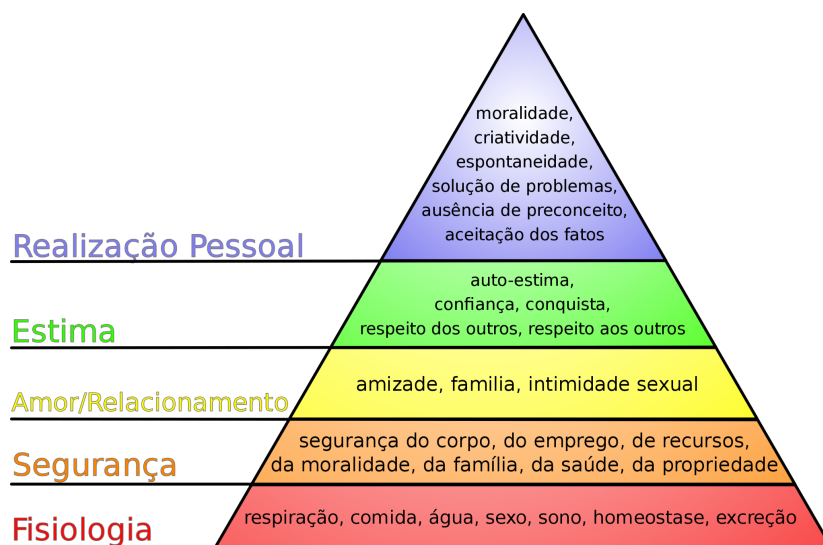 moralidade,
criatividade,
espontaneidade,
solução de problemas,
ausência de preconceito,
aceitação dos fatos
Realização Pessoal
auto-estima,
confiança, conquista,
respeito dos outros, respeito aos outros
Estima
amizade, familia, intimidade sexual
Amor/Relacionamento
segurança do corpo, do emprego, de recursos,
da moralidade, da família, da saúde, da propriedade
Segurança
respiração, comida, água, sexo, sono, homeostase, excreção
Fisiologia